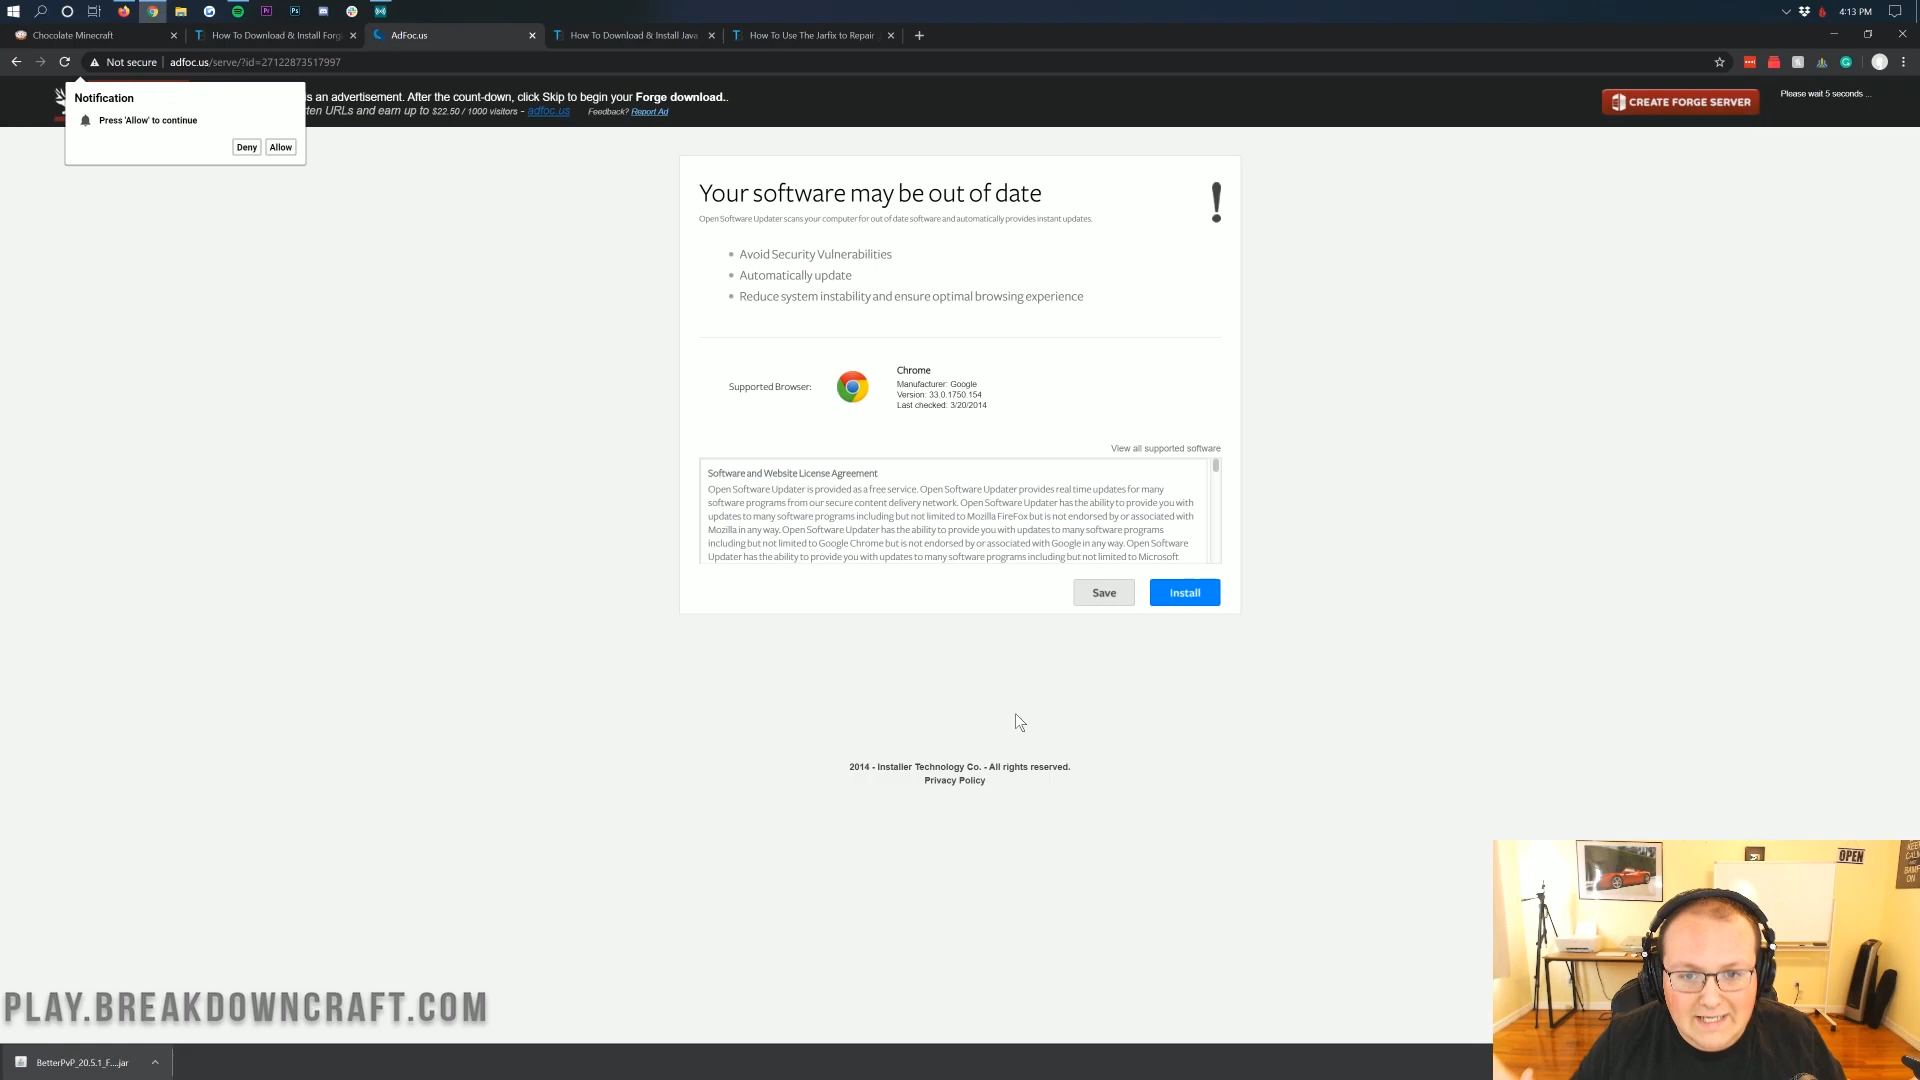 4:13 PM
Chocolate Minecraft
How To Download & Install Forg
AdFoc.us
How To Download & Install Java
How To Use The Jarfix to Repair
Not secure
adfoc.us/serve/?id=27122873517997
Notification
Press 'Allow' to continue
Deny
Allow
s an advertisement. After the count-down, click Skip to begin your Forge download..
ten URLs and earn up to $22.50 / 1000 visitors - adfoc.us Feedback? Report Ad
CREATE FORGE SERVER
Please wait 5 seconds ...
Your software may be out of date
Open Software Updater scans your computer for out of date software and automatically provides instant updates.
Avoid Security Vulnerabilities
Automatically update
Reduce system instability and ensure optimal browsing experience
Supported Browser:
Chrome
Manufacturer: Google
Version: 33.0.1750.154
Last checked: 3/20/2014
View all supported software
Software and Website License Agreement
Open Software Updater is provided as a free service. Open Software Updater provides real time updates for many
software programs from our secure content delivery network. Open Software Updater has the ability to provide you with
updates to many software programs including but not limited to Mozilla FireFox but is not endorsed by or associated with
Mozilla in any way. Open Software Updater has the ability to provide you with updates to many software programs
including but not limited to Google Chrome but is not endorsed by or associated with Google in any way. Open Software
Updater has the ability to provide you with updates to many software programs including but not limited to Microsoft
Save
Install
2014 - Installer Technology Co. - All rights reserved.
Privacy Policy
OPEN
KEEP
CALM
AND
BAM
ON
PLAY.BREAKDOWNCRAFT.COM
BetterPvP_20.5.1_F....jar